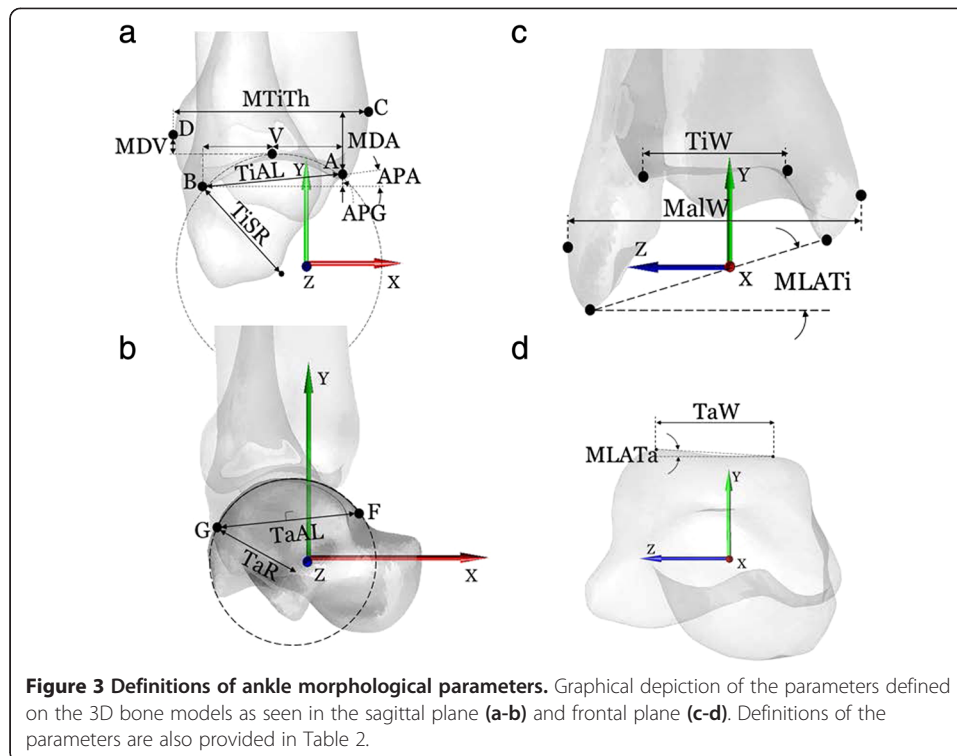 a
MTiTh
C
D
MDV
V
MDA
A
TiAL
Y
APA
B
APG
TiSR
Z
X
c
TiW
Y
MalW
Z
X
MLATi
b
Y
G
F
TaAL
TaR
Z
X
d
TaW
MLATa
Y
Z
X
Figure 3 Definitions of ankle morphological parameters. Graphical depiction of the parameters defined
on the 3D bone models as seen in the sagittal plane (a-b) and frontal plane (c-d). Definitions of the
parameters are also provided in Table 2.